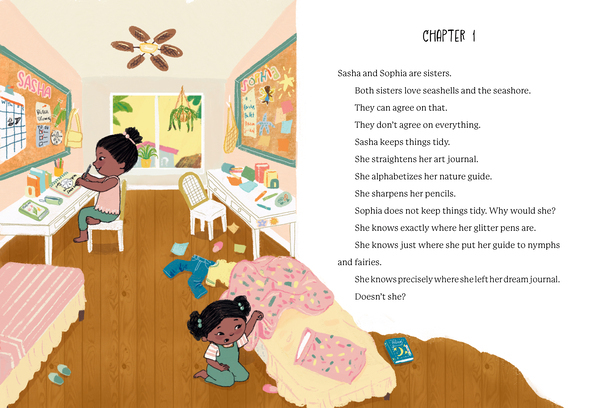 SASHA
CHAPTER 1
Sasha and Sophia are sisters.
Both sisters love seashells and the seashore.
They can agree on that.
They don't agree on everything.
Sasha keeps things tidy.
She straightens her art journal.
She alphabetizes her nature guide.
She sharpens her pencils.
Sophia does not keep things tidy. Why would she?
She knows exactly where her glitter pens are.
She knows just where she put her guide to nymphs
and fairies.
She knows precisely where she left her dream journal.
Doesn't she?